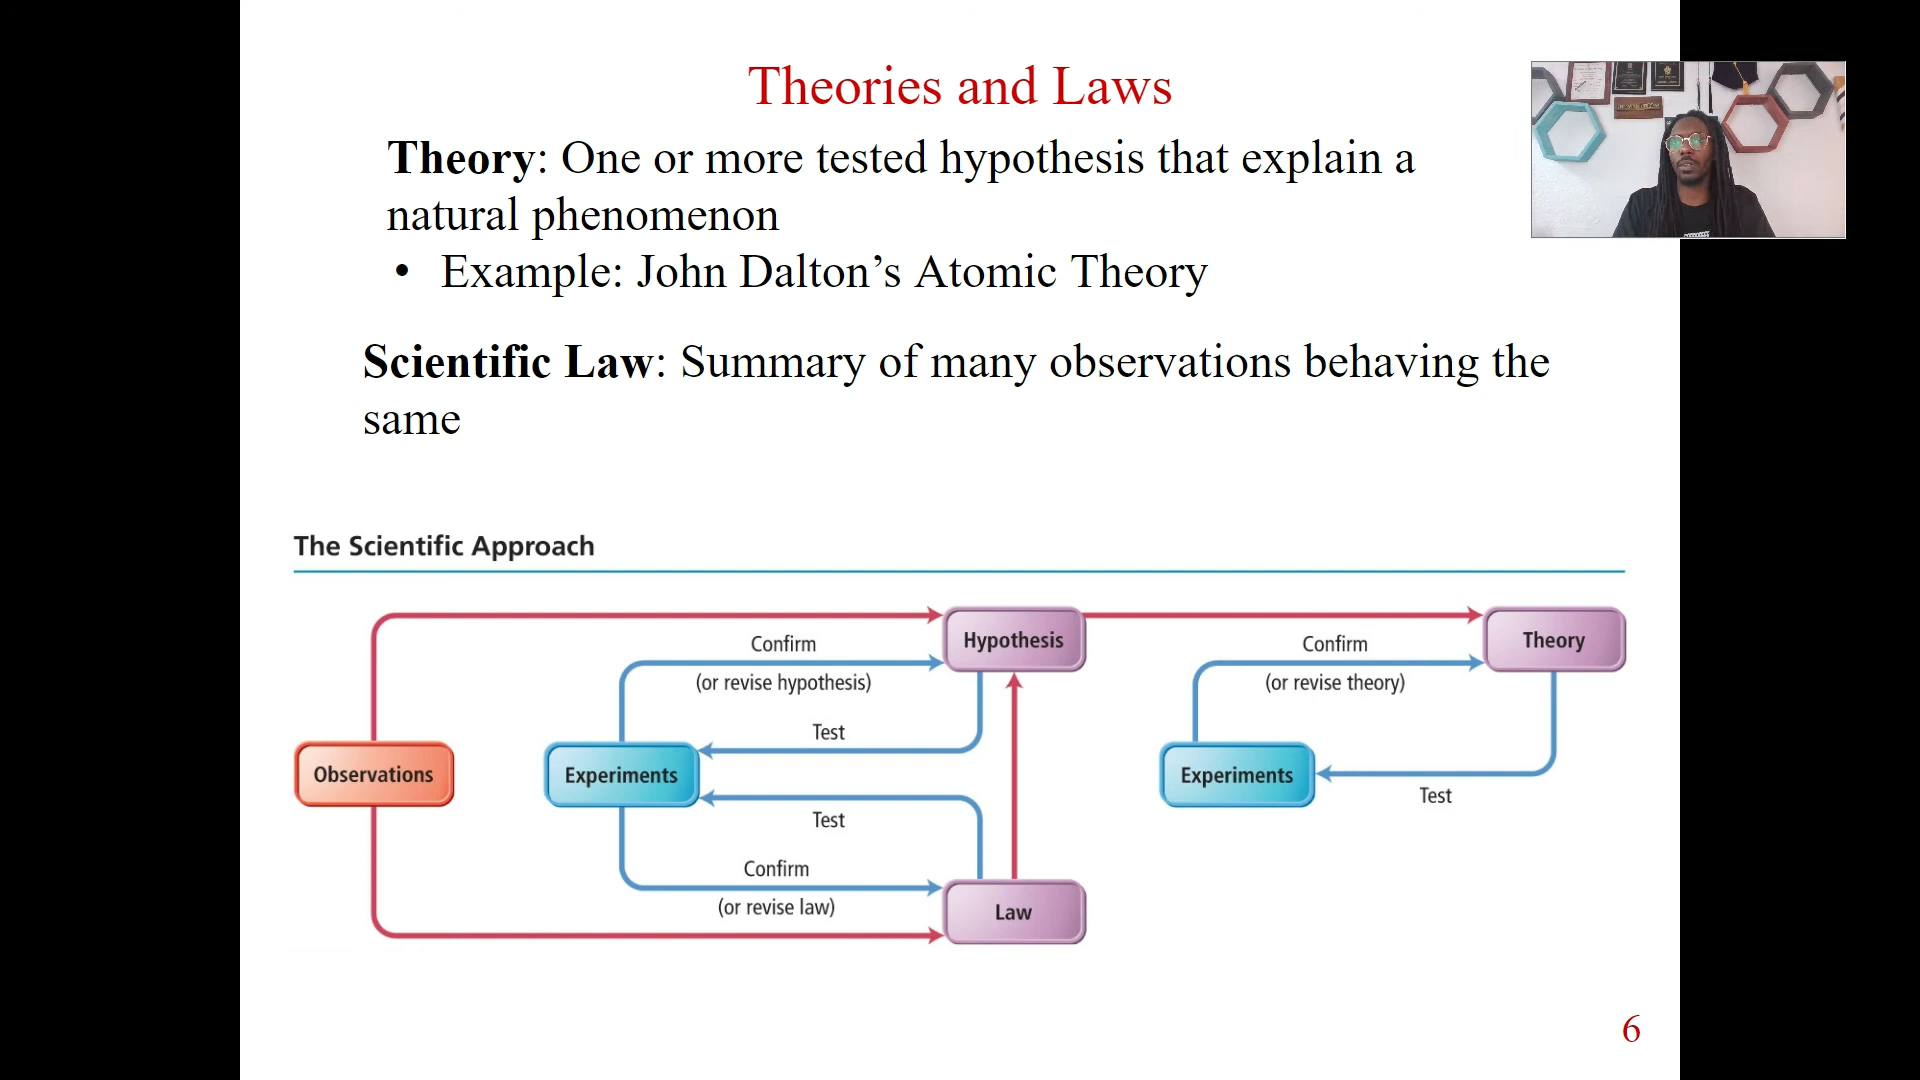 Theories and Laws
Theory: One or more tested hypothesis that explain a
natural phenomenon
• Example: John Dalton’s Atomic Theory
Scientific Law: Summary of many observations behaving the
same
The Scientific Approach
Hypothesis
Theory
Confirm
(or revise hypothesis)
Confirm
(or revise theory)
Test
Observations
Experiments
Experiments
Test
Test
Confirm
(or revise law)
Law
6